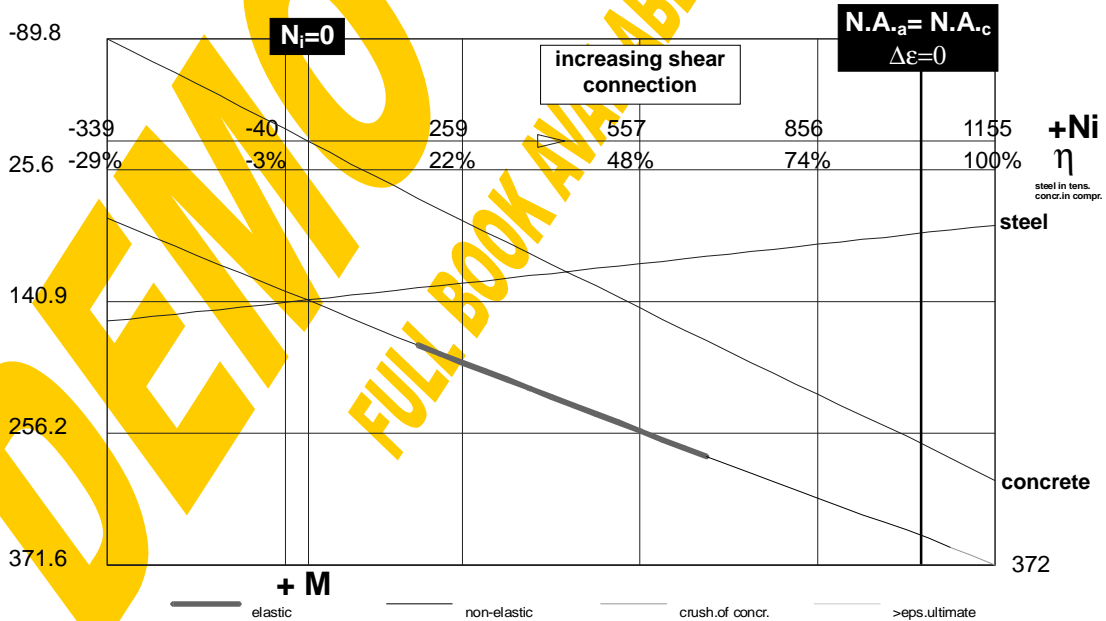 -89.8
Nᵢ=0
N.A.ₐ= N.A.c
Δε=0
increasing shear
connection
-339
-40
259
557
856
1155
+Ni
-29%
-3%
22%
48%
74%
100%
η
25.6
steel in tens.
concr.in compr.
steel
140.9
256.2
concrete
371.6
372
+ M
elastic
non-elastic
crush.of concr.
>eps.ultimate
DEMO
FULL BOOK AVAILAB